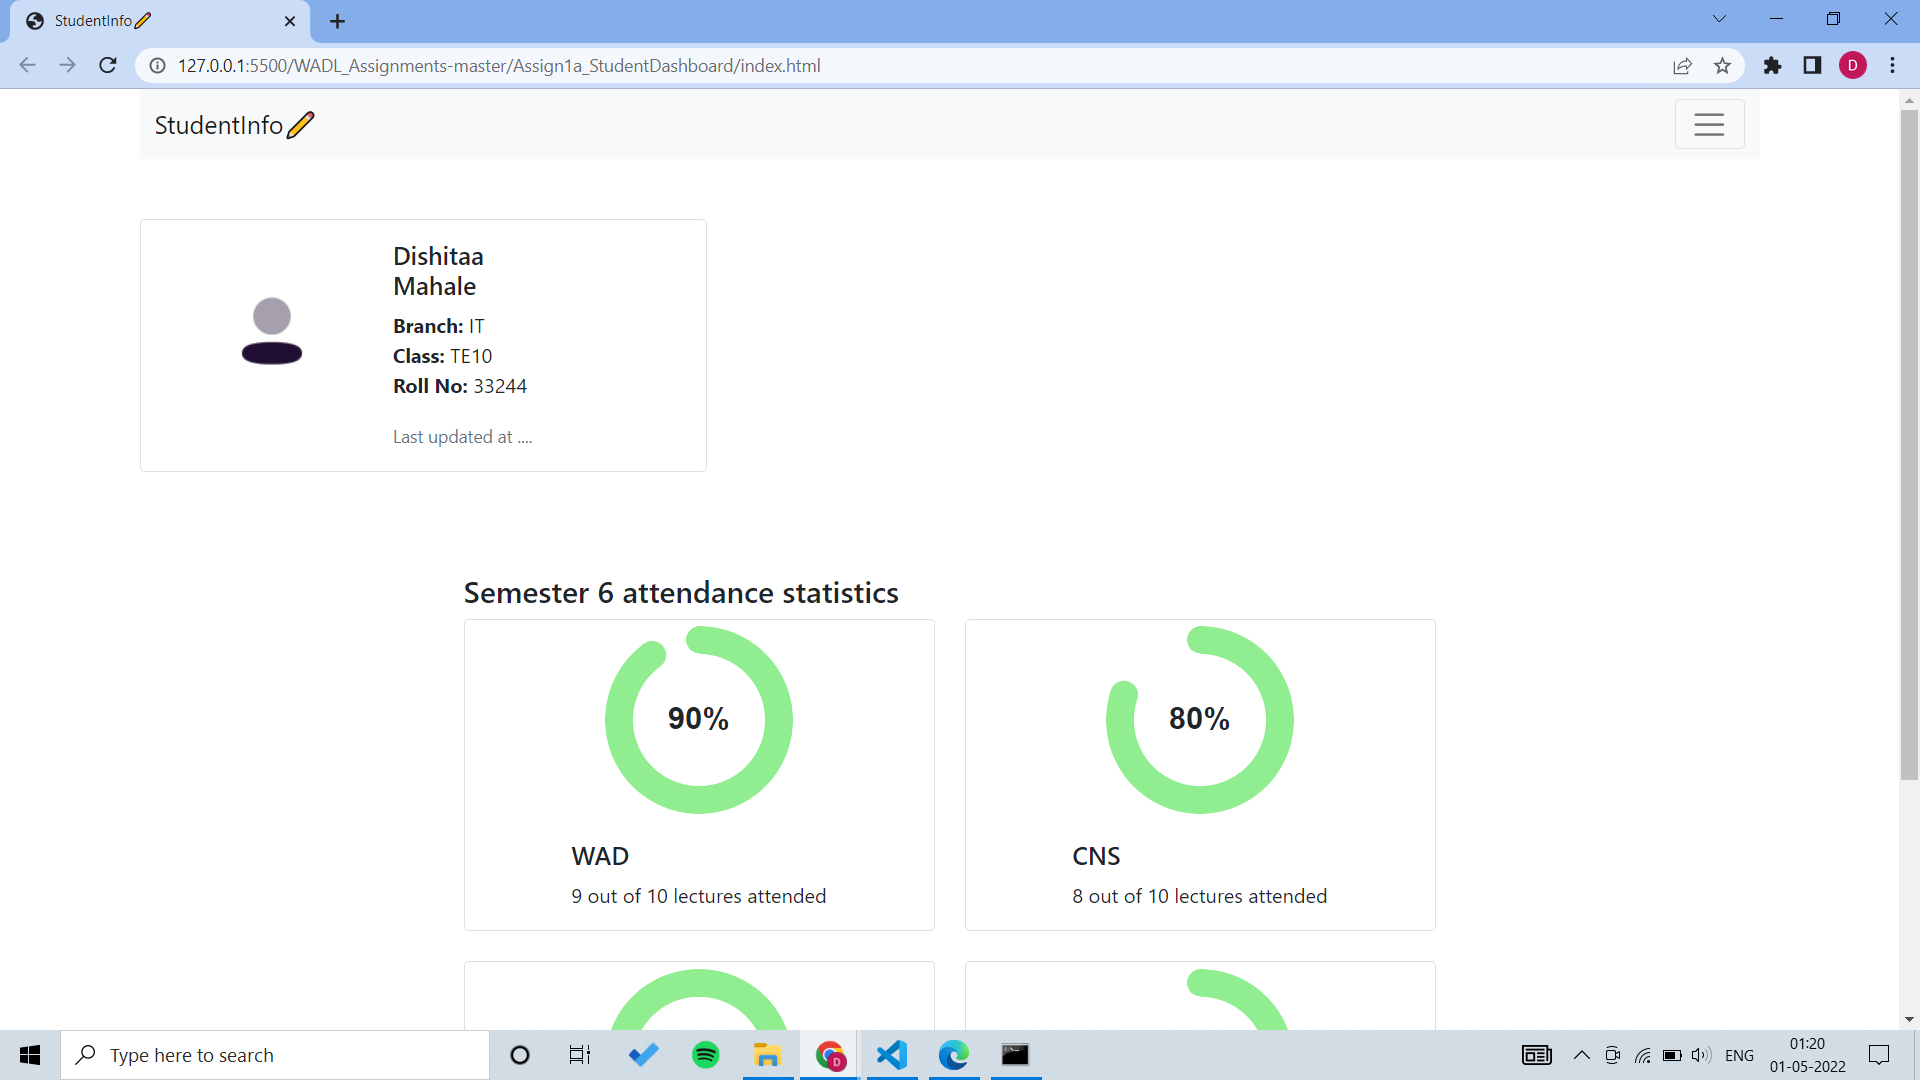 StudentInfo✏️
127.0.0.1:5500/WADL_Assignments-master/Assign1a_StudentDashboard/index.html
D
StudentInfo✏️
Dishitaa
Mahale
Branch: IT
Class: TE10
Roll No: 33244
Last updated at ....
Semester 6 attendance statistics
90%
80%
WAD
CNS
9 out of 10 lectures attended
8 out of 10 lectures attended
Type here to search
D
ENG
01:20
01-05-2022